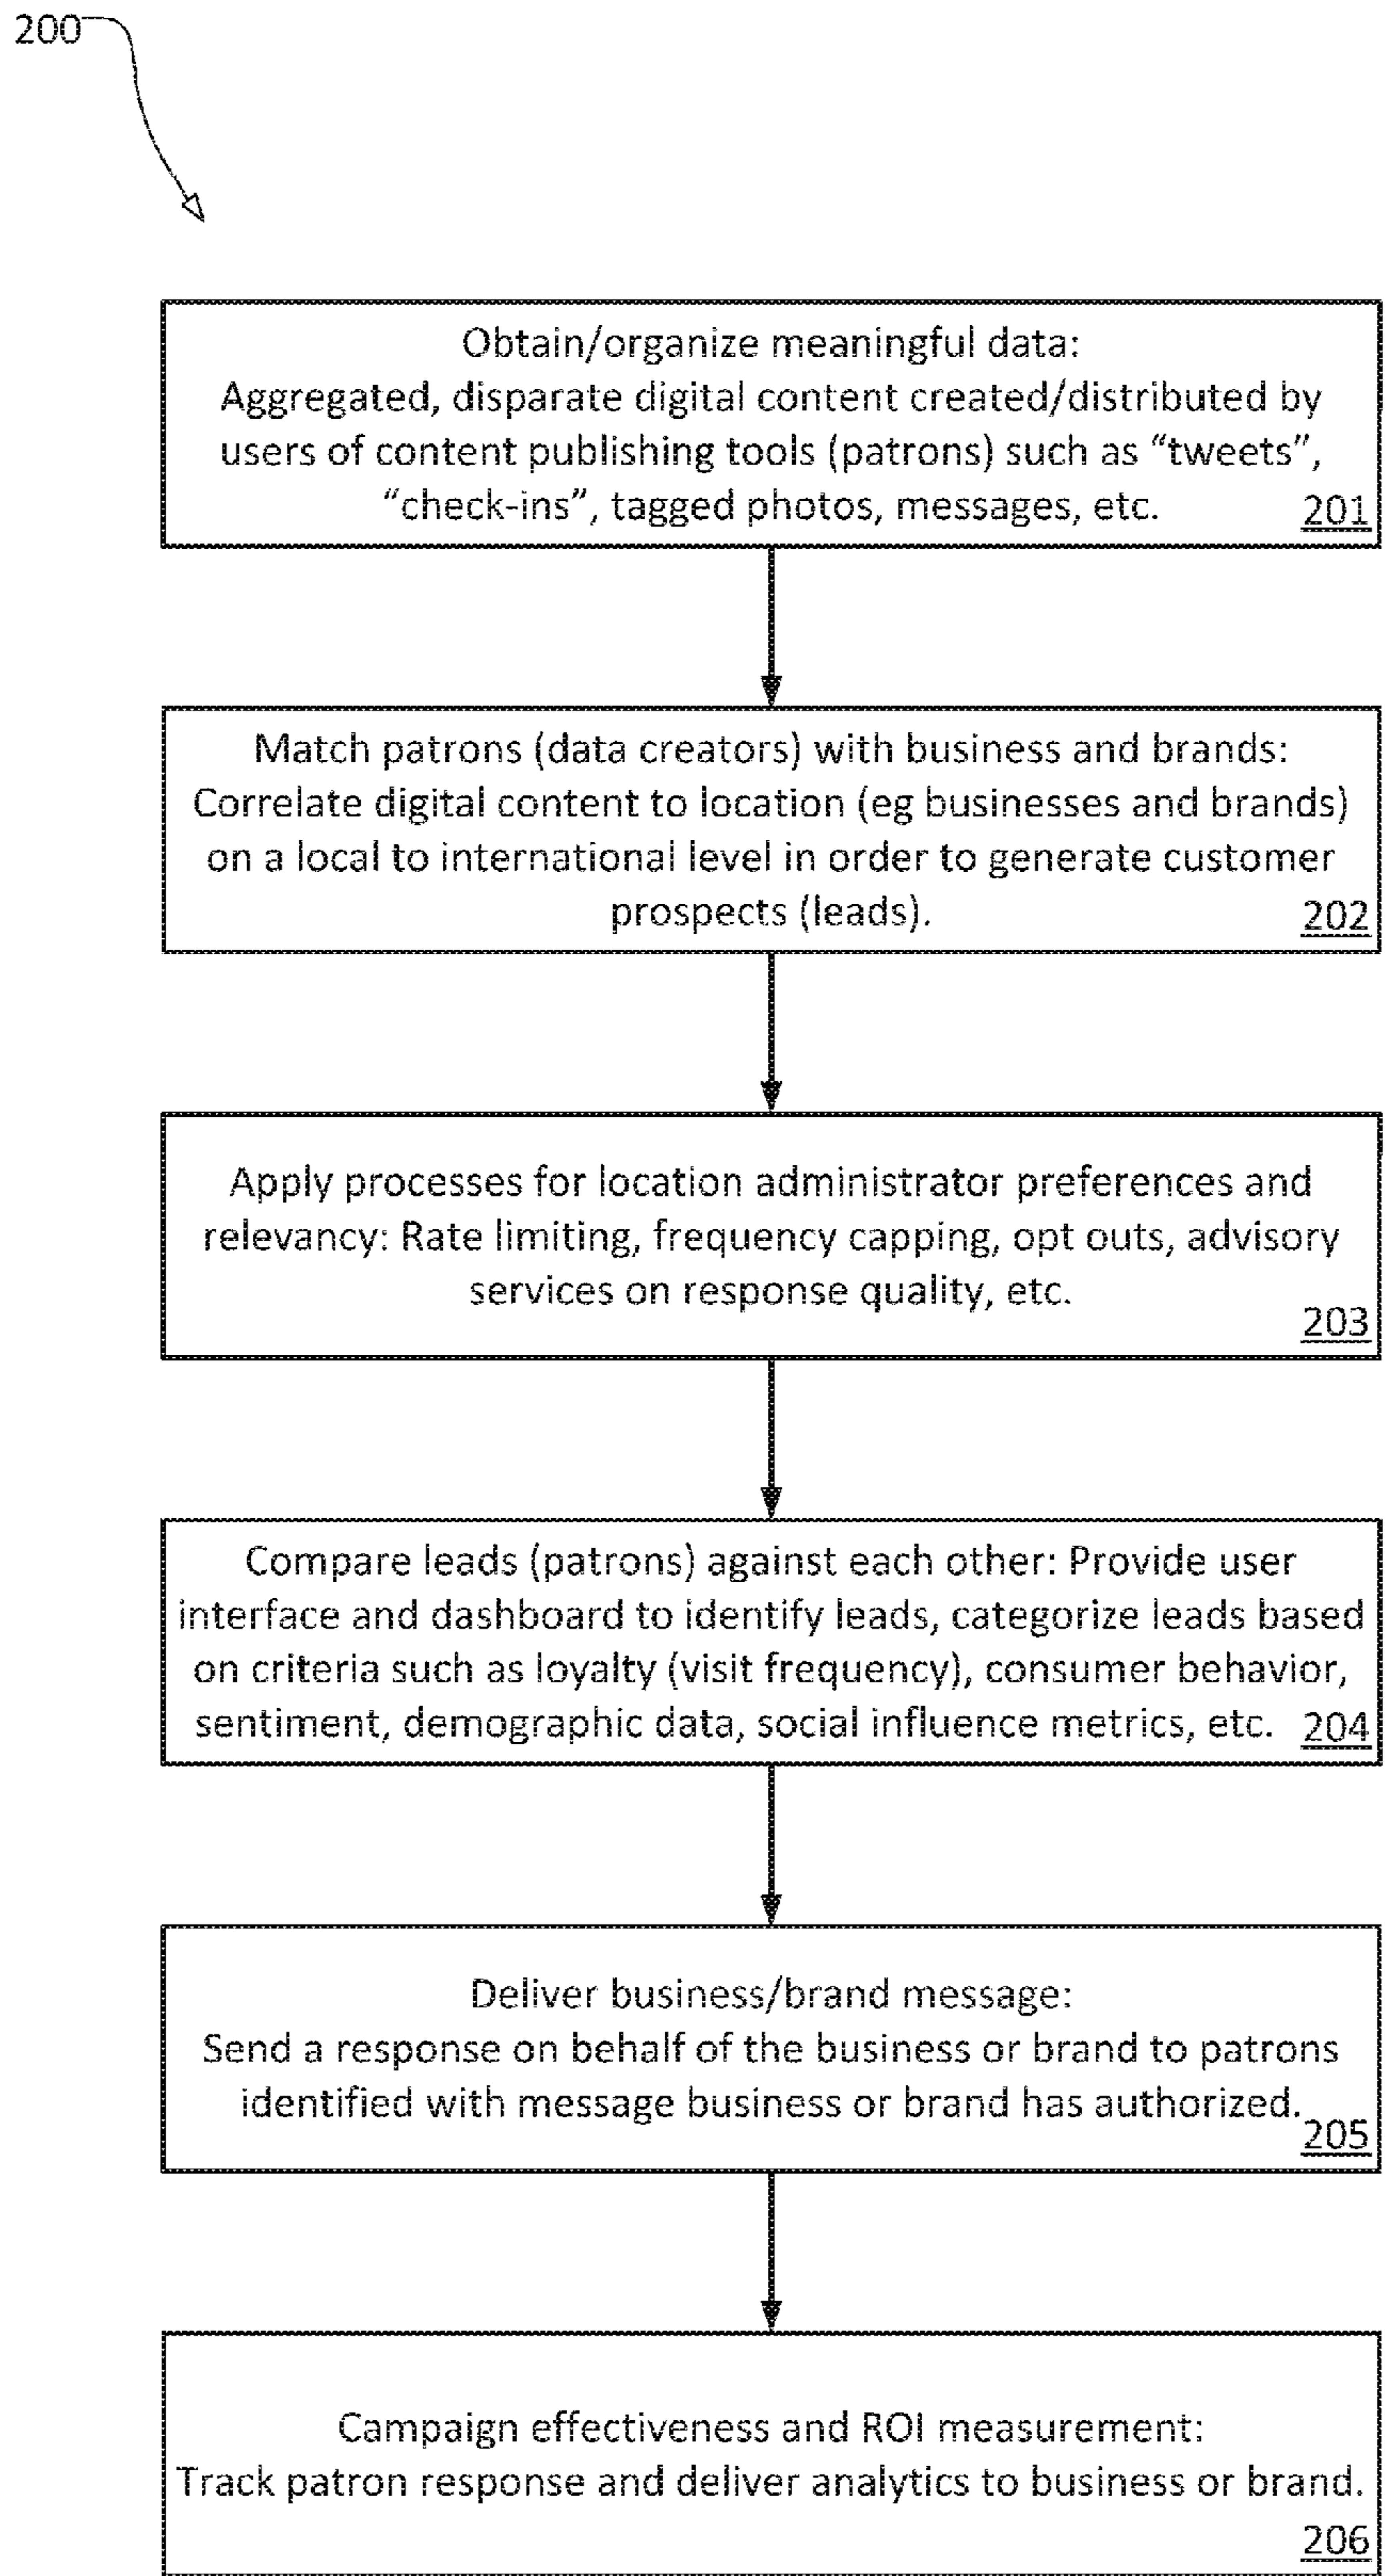 200
Obtain/organize meaningful data:
Aggregated, disparate digital content created/distributed by
users of content publishing tools (patrons) such as “tweets”,
“check-ins”, tagged photos, messages, etc.
201
Match patrons (data creators) with business and brands:
Correlate digital content to location (eg businesses and brands)
on a local to international level in order to generate customer
prospects (leads).
202
Apply processes for location administrator preferences and
relevancy: Rate limiting, frequency capping, opt outs, advisory
services on response quality, etc.
203
Compare leads (patrons) against each other: Provide user
interface and dashboard to identify leads, categorize leads based
on criteria such as loyalty (visit frequency), consumer behavior,
sentiment, demographic data, social influence metrics, etc. 204
Deliver business/brand message:
Send a response on behalf of the business or brand to patrons
identified with message business or brand has authorized.
205
Campaign effectiveness and ROI measurement:
Track patron response and deliver analytics to business or brand.
206